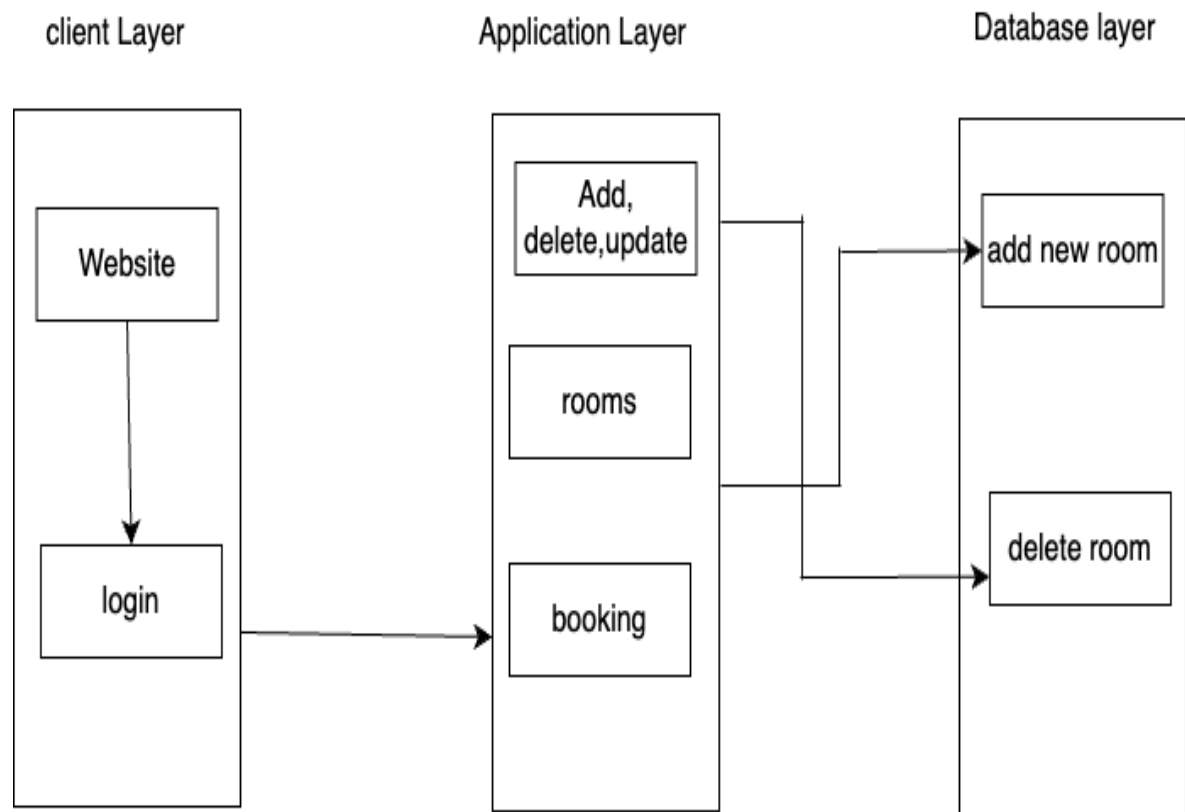 client Layer
Application Layer
Database layer
Website
login
Add,
delete,update
rooms
booking
add new room
delete room